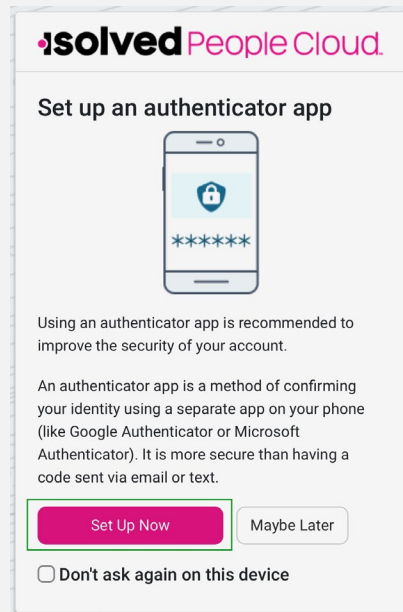 isolved People Cloud.
Set up an authenticator app
******
Using an authenticator app is recommended to
improve the security of your account.
An authenticator app is a method of confirming
your identity using a separate app on your phone
(like Google Authenticator or Microsoft
Authenticator). It is more secure than having a
code sent via email or text.
Set Up Now
Maybe Later
Don't ask again on this device